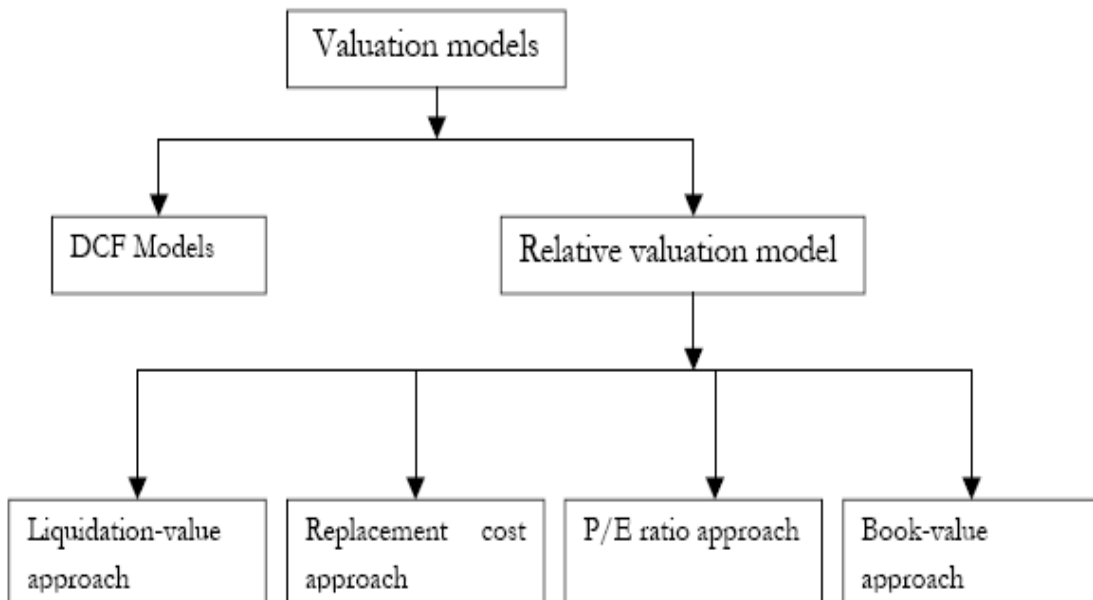 Valuation models
DCF Models
Relative valuation model
Liquidation-value
approach
Replacement cost
approach
P/E ratio approach
Book-value
approach